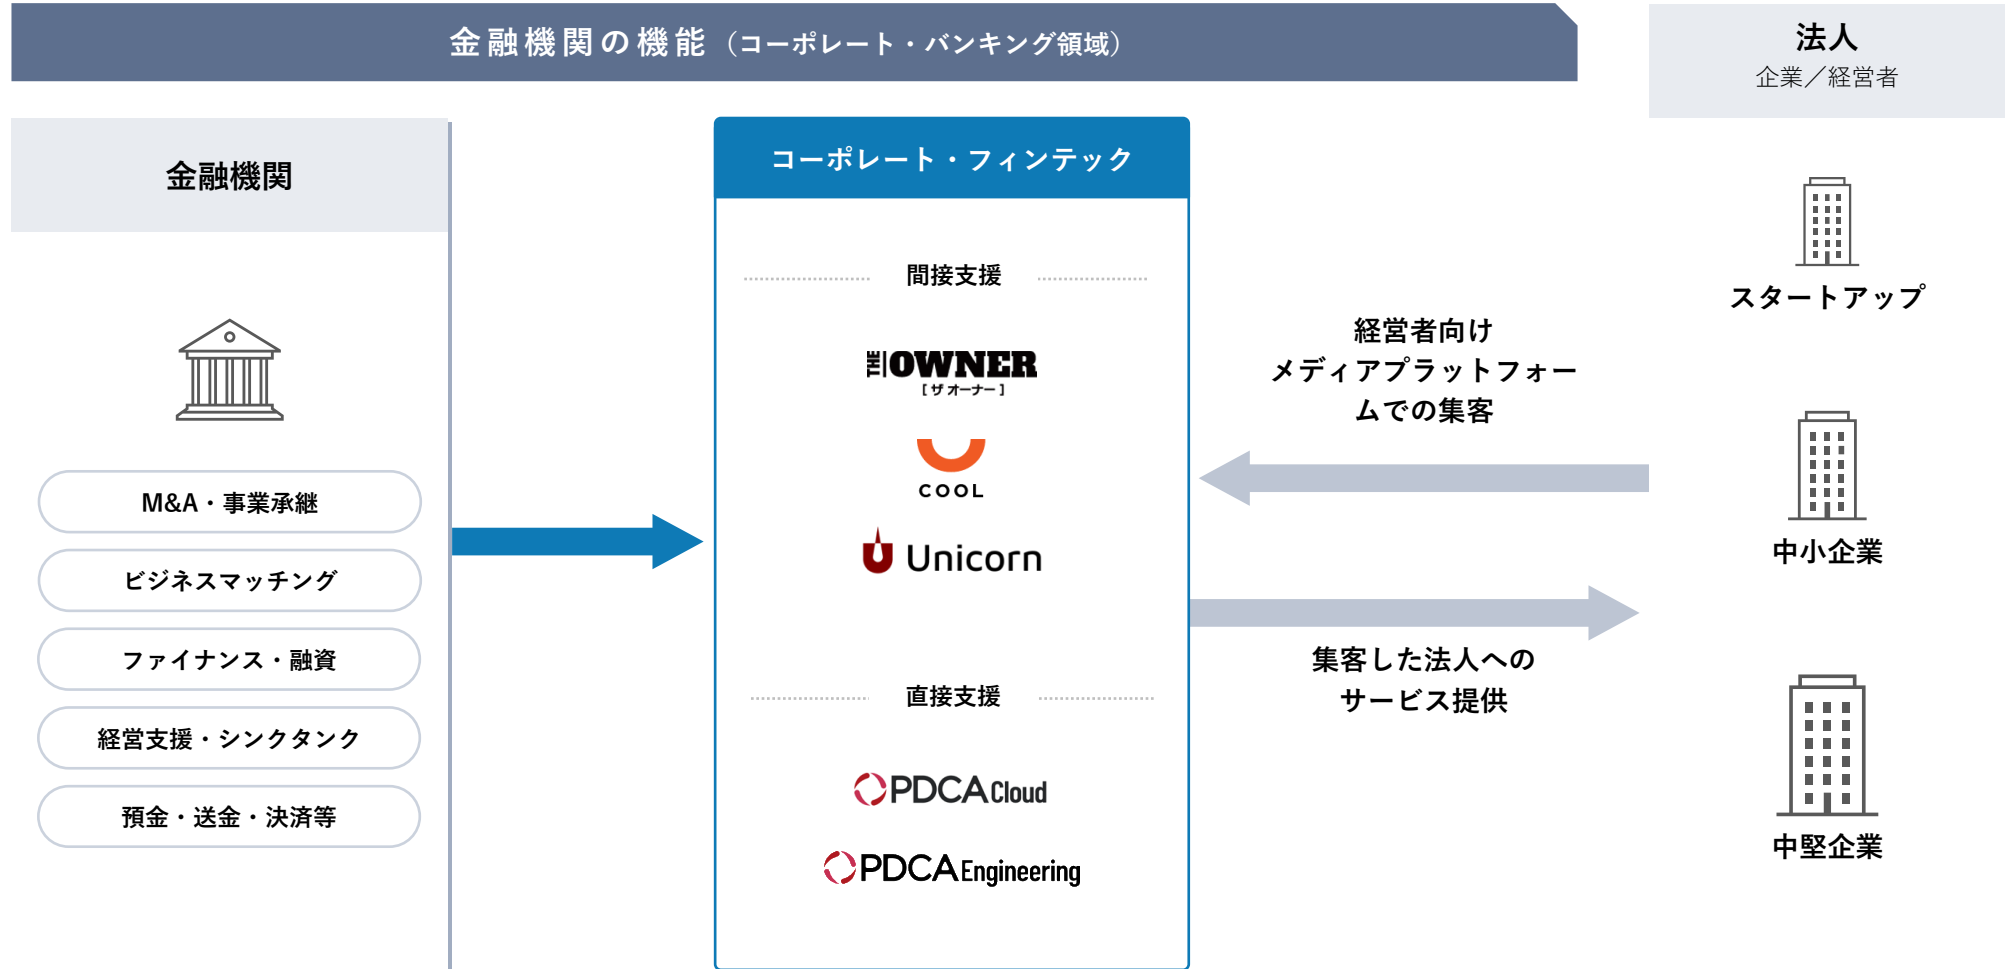 金融機関の機能（コーポレート・バンキング領域）
法人
企業／経営者
金融機関
M&A・事業承継
ビジネスマッチング
ファイナンス・融資
経営支援・シンクタンク
預金・送金・決済等
コーポレート・フィンテック
間接支援
THE OWNER
[ ザ オーナー ]
COOL
Unicorn
直接支援
PDCA Cloud
PDCA Engineering
経営者向け
メディアプラットフォー
ムでの集客
集客した法人への
サービス提供
スタートアップ
中小企業
中堅企業